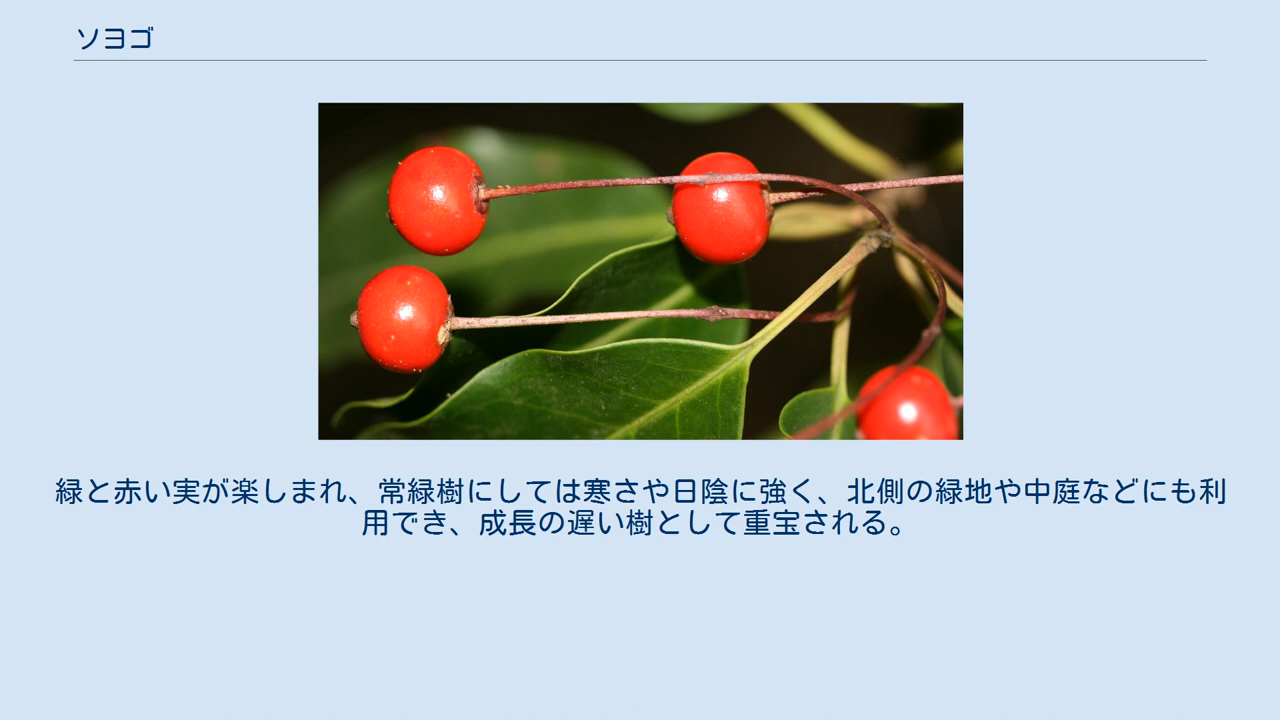 ソヨゴ
緑と赤い実が楽しまれ、常緑樹にしては寒さや日陰に強く、北側の緑地や中庭などにも利
用でき、成長の遅い樹として重宝される。